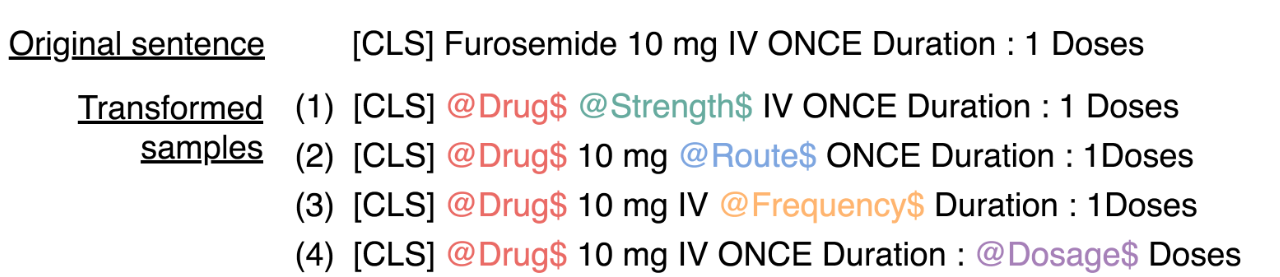 Original sentence [CLS] Furosemide 10 mg IV ONCE Duration : 1 Doses
Transformed samples (1) [CLS] @Drug$ @Strength$ IV ONCE Duration : 1 Doses
(2) [CLS] @Drug$ 10 mg @Route$ ONCE Duration : 1Doses
(3) [CLS] @Drug$ 10 mg IV @Frequency$ Duration : 1Doses
(4) [CLS] @Drug$ 10 mg IV ONCE Duration : @Dosage$ Doses